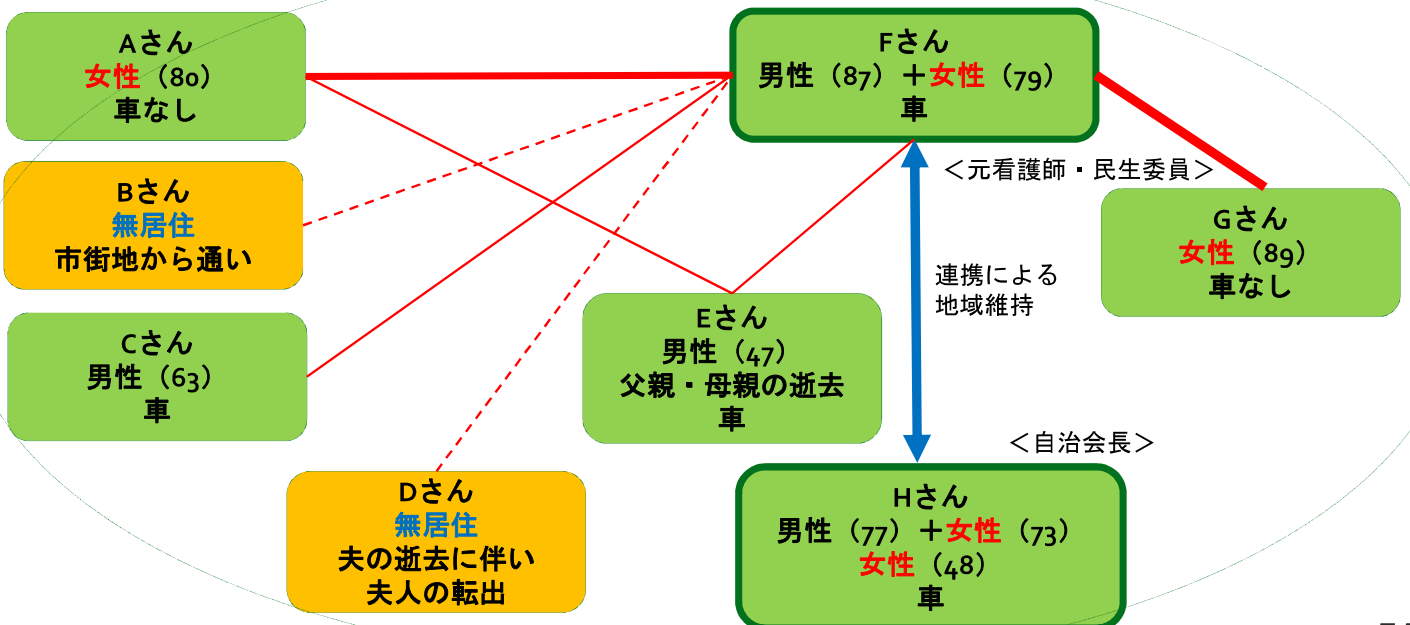 Aさん
女性（80）
車なし
Fさん
男性（87）＋女性（79）
車
＜元看護師・民生委員＞
Bさん
無居住
市街地から通い
Gさん
女性（89）
車なし
連携による
地域維持
Cさん
男性（63）
車
Eさん
男性（47）
父親・母親の逝去
車
＜自治会長＞
Dさん
無居住
夫の逝去に伴い
夫人の転出
Hさん
男性（77）＋女性（73）
女性（48）
車